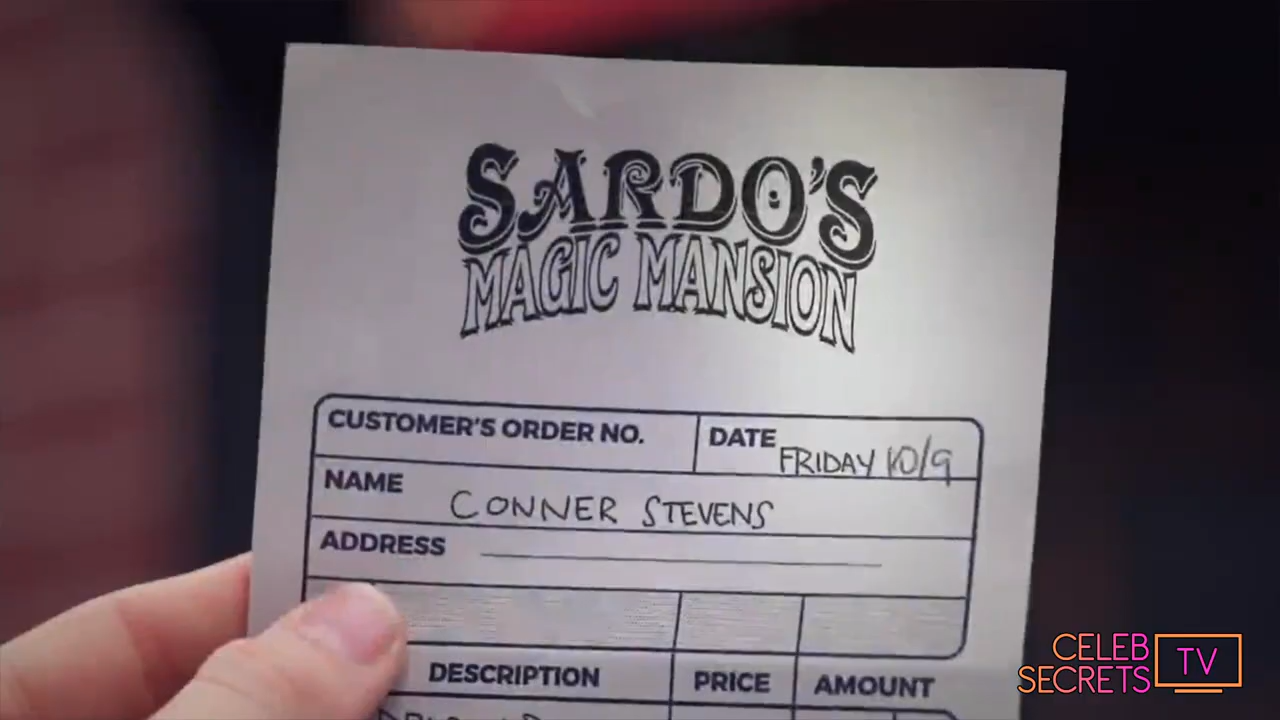 SARDO'S
MAGIC MANSION
CUSTOMER'S ORDER NO.
DATE FRIDAY 10/9
NAME CONNER STEVENS
ADDRESS
DESCRIPTION PRICE AMOUNT
CELEB
SECRETS TV